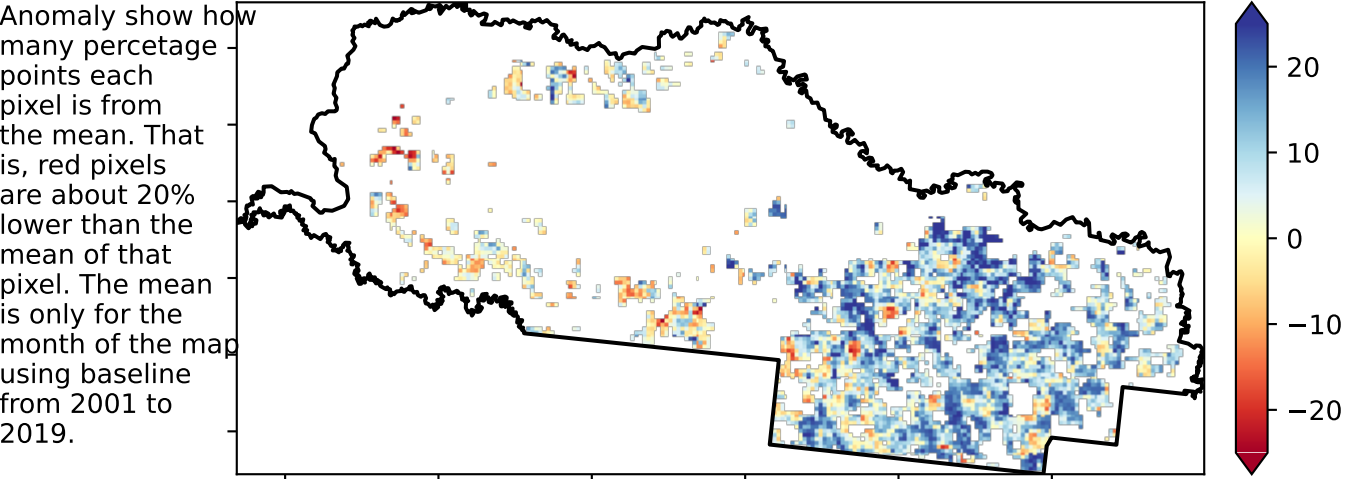 Anomaly show how
many percetage
points each
pixel is from
the mean. That
is, red pixels
are about 20%
lower than the
mean of that
pixel. The mean
is only for the
month of the map
using baseline
from 2001 to
2019.
20
10
0
−10
−20